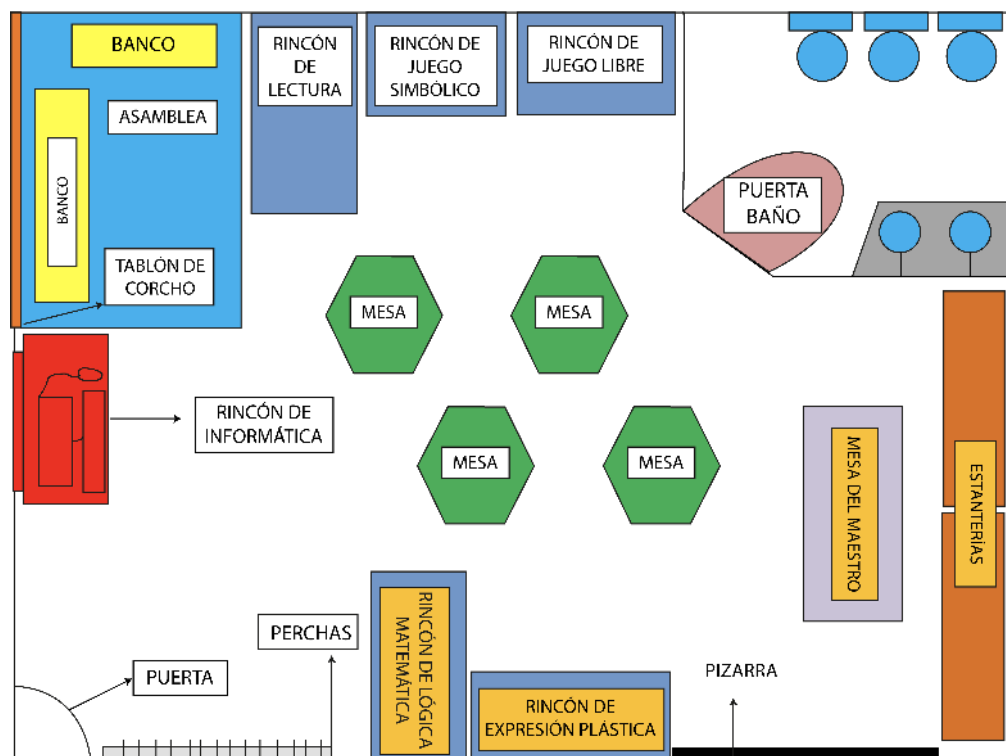 BANCO
ASAMBLEA
BANCO
TABLÓN DE
CORCHO
RINCÓN
DE
LECTURA
RINCÓN DE
JUEGO
SIMBÓLICO
RINCÓN DE
JUEGO LIBRE
PUERTA
BAÑO
MESA
MESA
RINCÓN DE
INFORMÁTICA
MESA
MESA
MESA DEL MAESTRO
ESTANTERÍAS
PERCHAS
PUERTA
RINCÓN DE LÓGICA
MATEMÁTICA
RINCÓN DE
EXPRESIÓN PLÁSTICA
PIZARRA